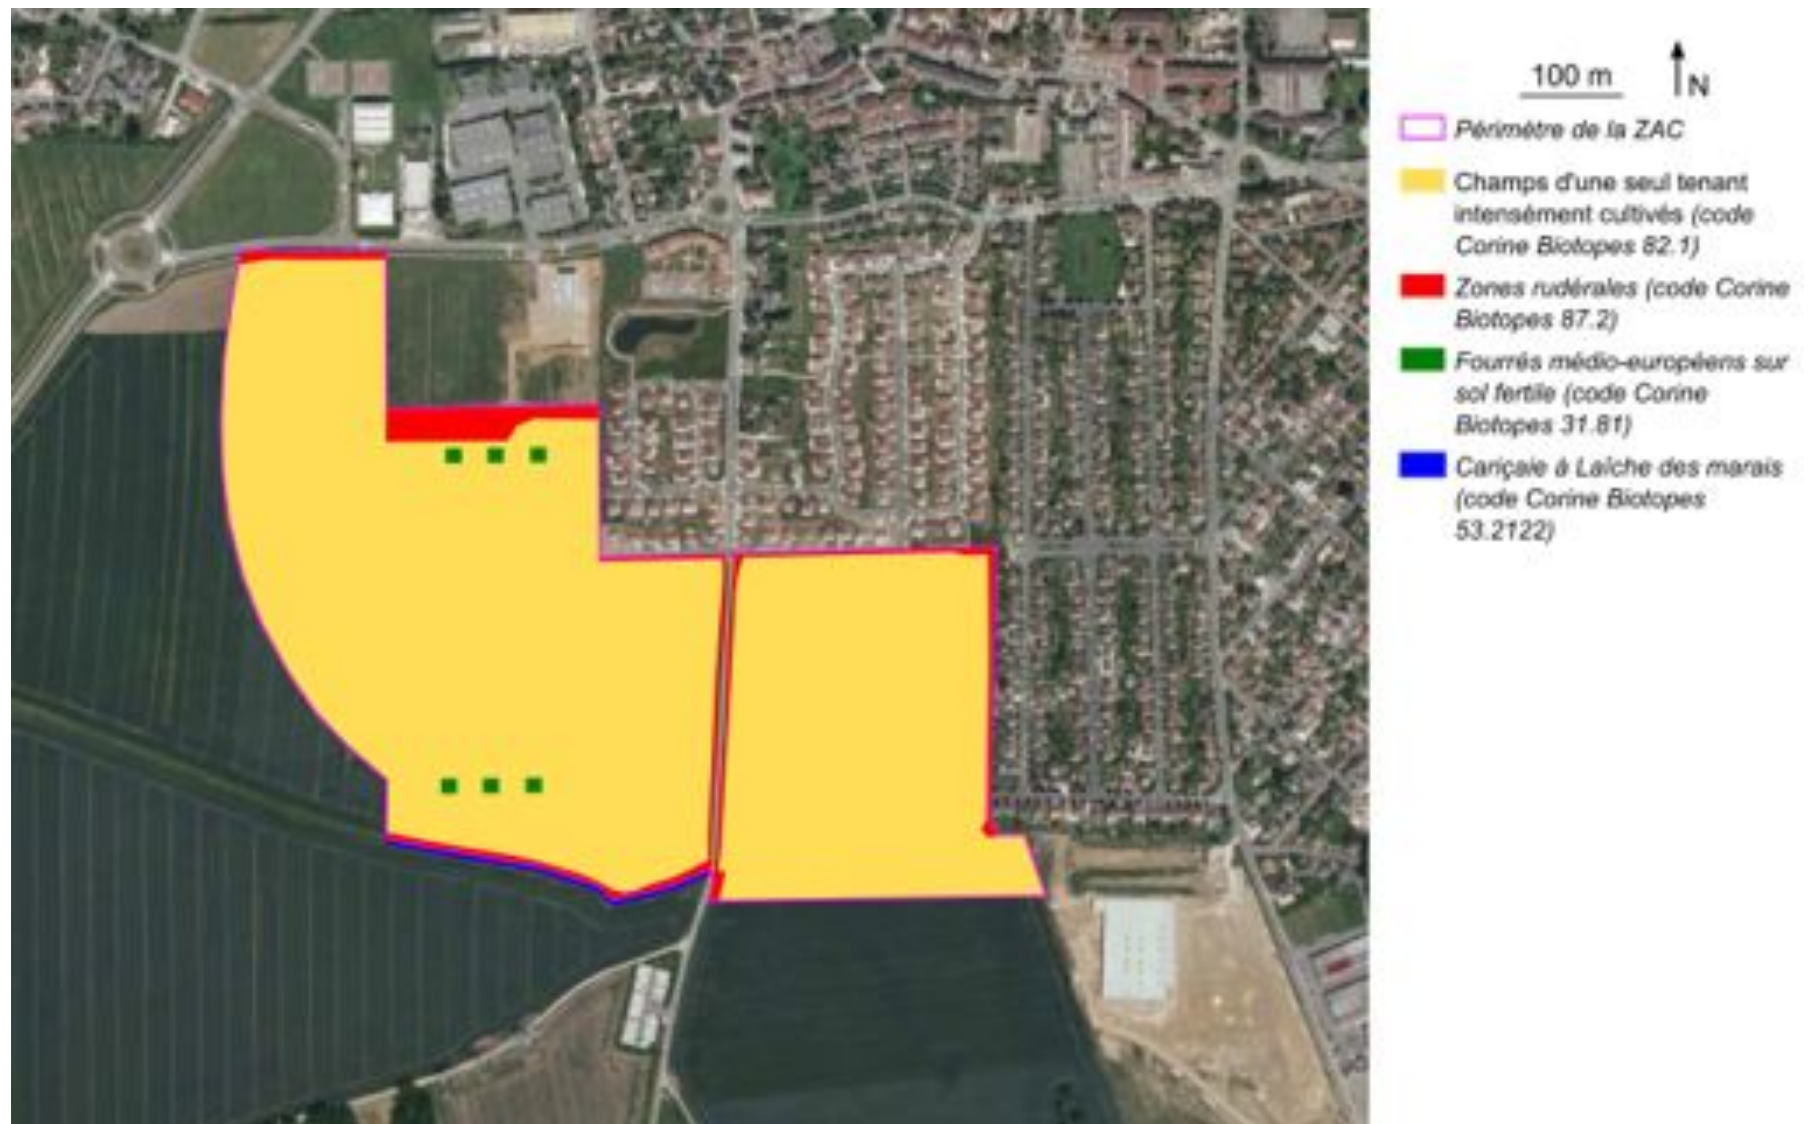 100 m
N
Périmètre de la ZAC
Champs d'une seul tenant
intensément cultivés (code
Corine Biotopes 82.1)
Zones rudérales (code Corine
Biotopes 87.2)
Fourrés médio-européens sur
sol fertile (code Corine
Biotopes 31.81)
Cariçaie à Laîche des marais
(code Corine Biotopes
53.2122)